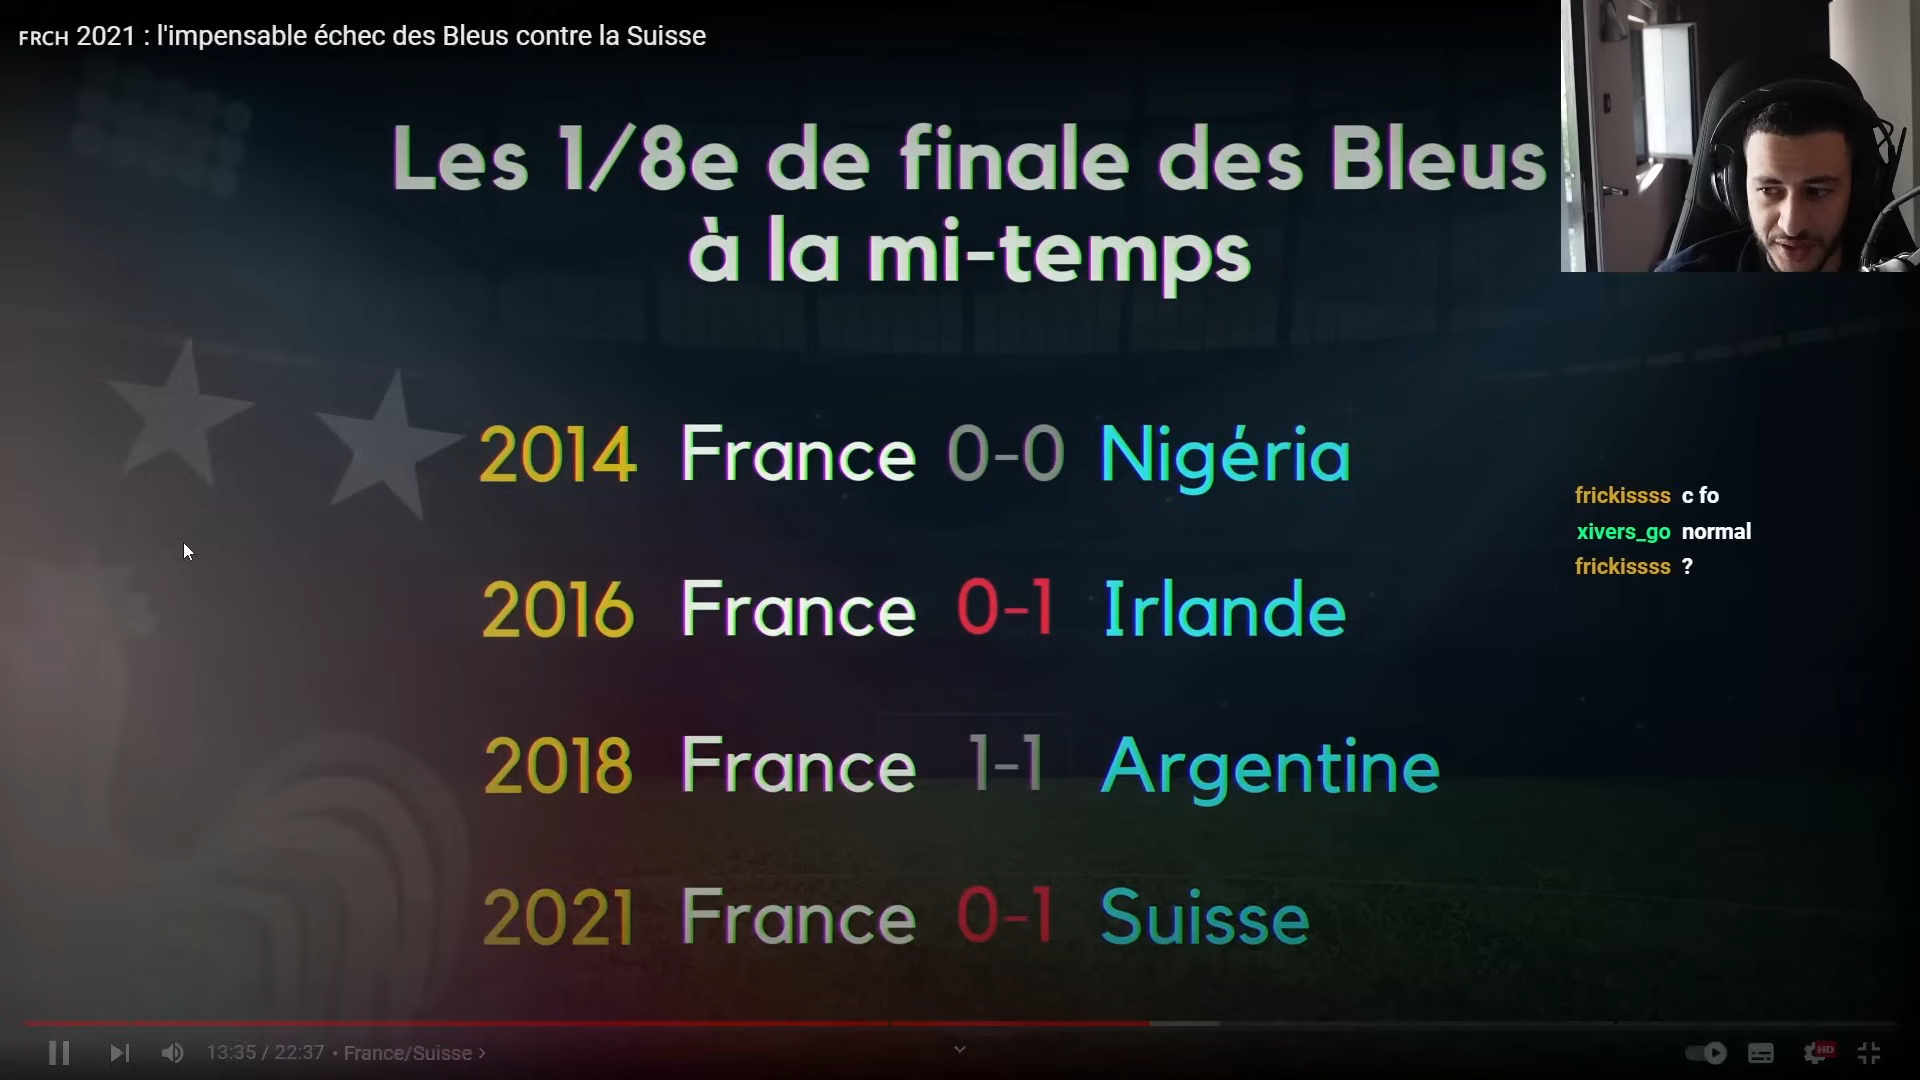 FRCH 2021 : l'impensable échec des Bleus contre la Suisse
Les 1/8e de finale des Bleus
à la mi-temps
2014 France 0-0 Nigéria
2016 France 0-1 Irlande
2018 France 1-1 Argentine
2021 France 0-1 Suisse
frickissss c fo
xivers_go normal
frickissss ?
13:35 / 22:37 • France/Suisse >
HD